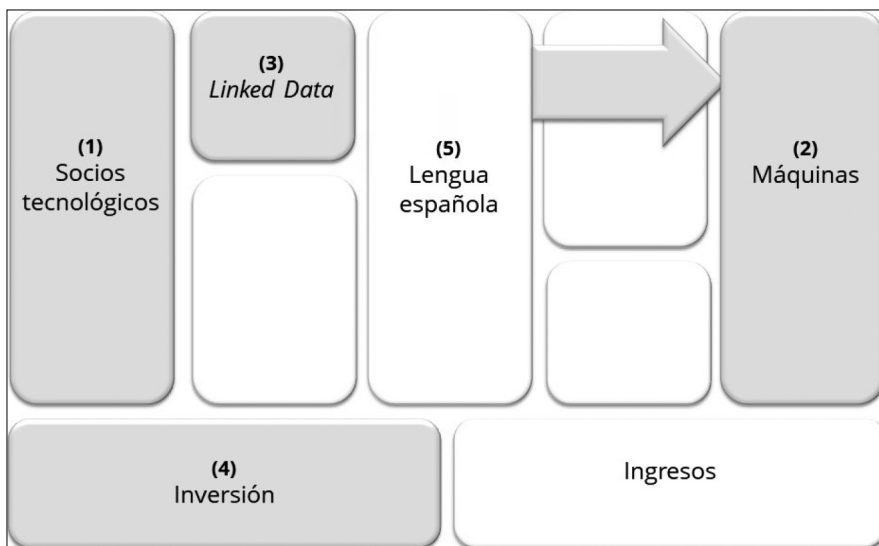 (1)
Socios
tecnológicos
(3)
Linked Data
(5)
Lengua
española
(2)
Máquinas
(4)
Inversión
Ingresos